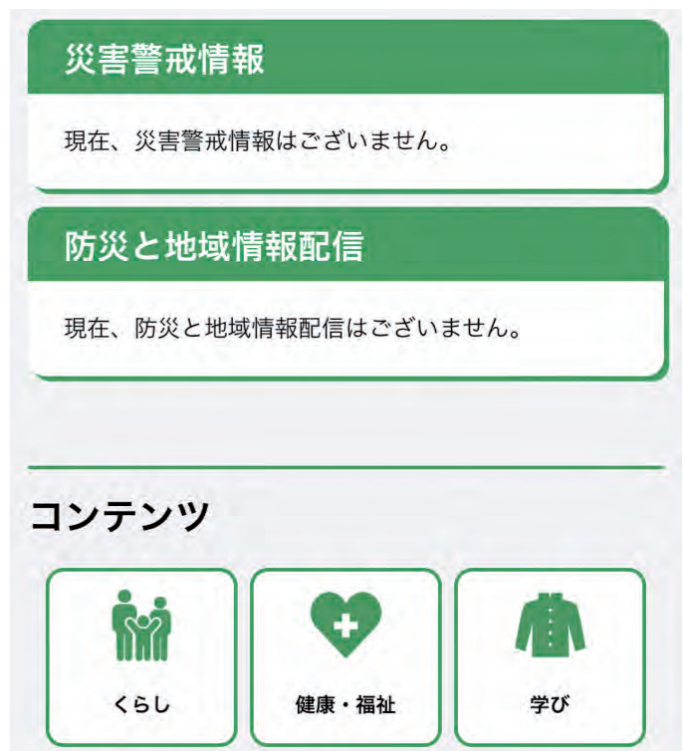 災害警戒情報
現在、災害警戒情報はございません。
防災と地域情報配信
現在、防災と地域情報配信はございません。
コンテンツ
くらし
健康・福祉
学び